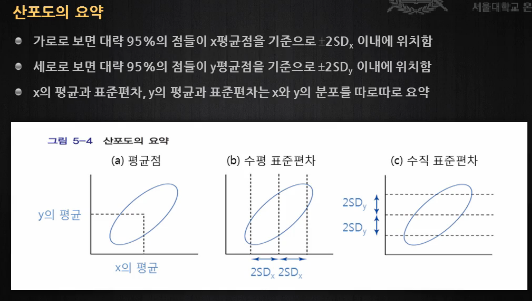 산포도의 요약
서울대학교 온
가로로 보면 대략 95%의 점들이 x평균점을 기준으로 ±2SDx 이내에 위치함
세로로 보면 대략 95%의 점들이 y평균점을 기준으로 ±2SDy 이내에 위치함
x의 평균과 표준편차, y의 평균과 표준편차는 x와 y의 분포를 따로따로 요약
그림 5-4 산포도의 요약
(a) 평균점 (b) 수평 표준편차 (c) 수직 표준편차
y의 평균
x의 평균
2SDx 2SDx
2SDy
2SDy